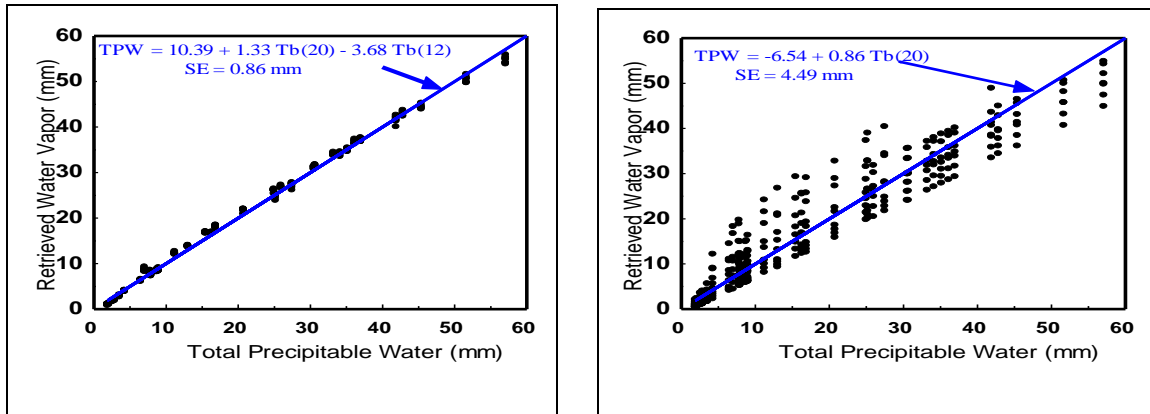 60
50
40
30
20
10
0
Retrieved Water Vapor (mm)
TPW = 10.39 + 1.33 Tb(20) - 3.68 Tb(12)
SE = 0.86 mm
0 10 20 30 40 50 60
Total Precipitable Water (mm)
60
50
40
30
20
10
0
Retrieved Water Vapor (mm)
TPW = -6.54 + 0.86 Tb(20)
SE = 4.49 mm
0 10 20 30 40 50 60
Total Precipitable Water (mm)